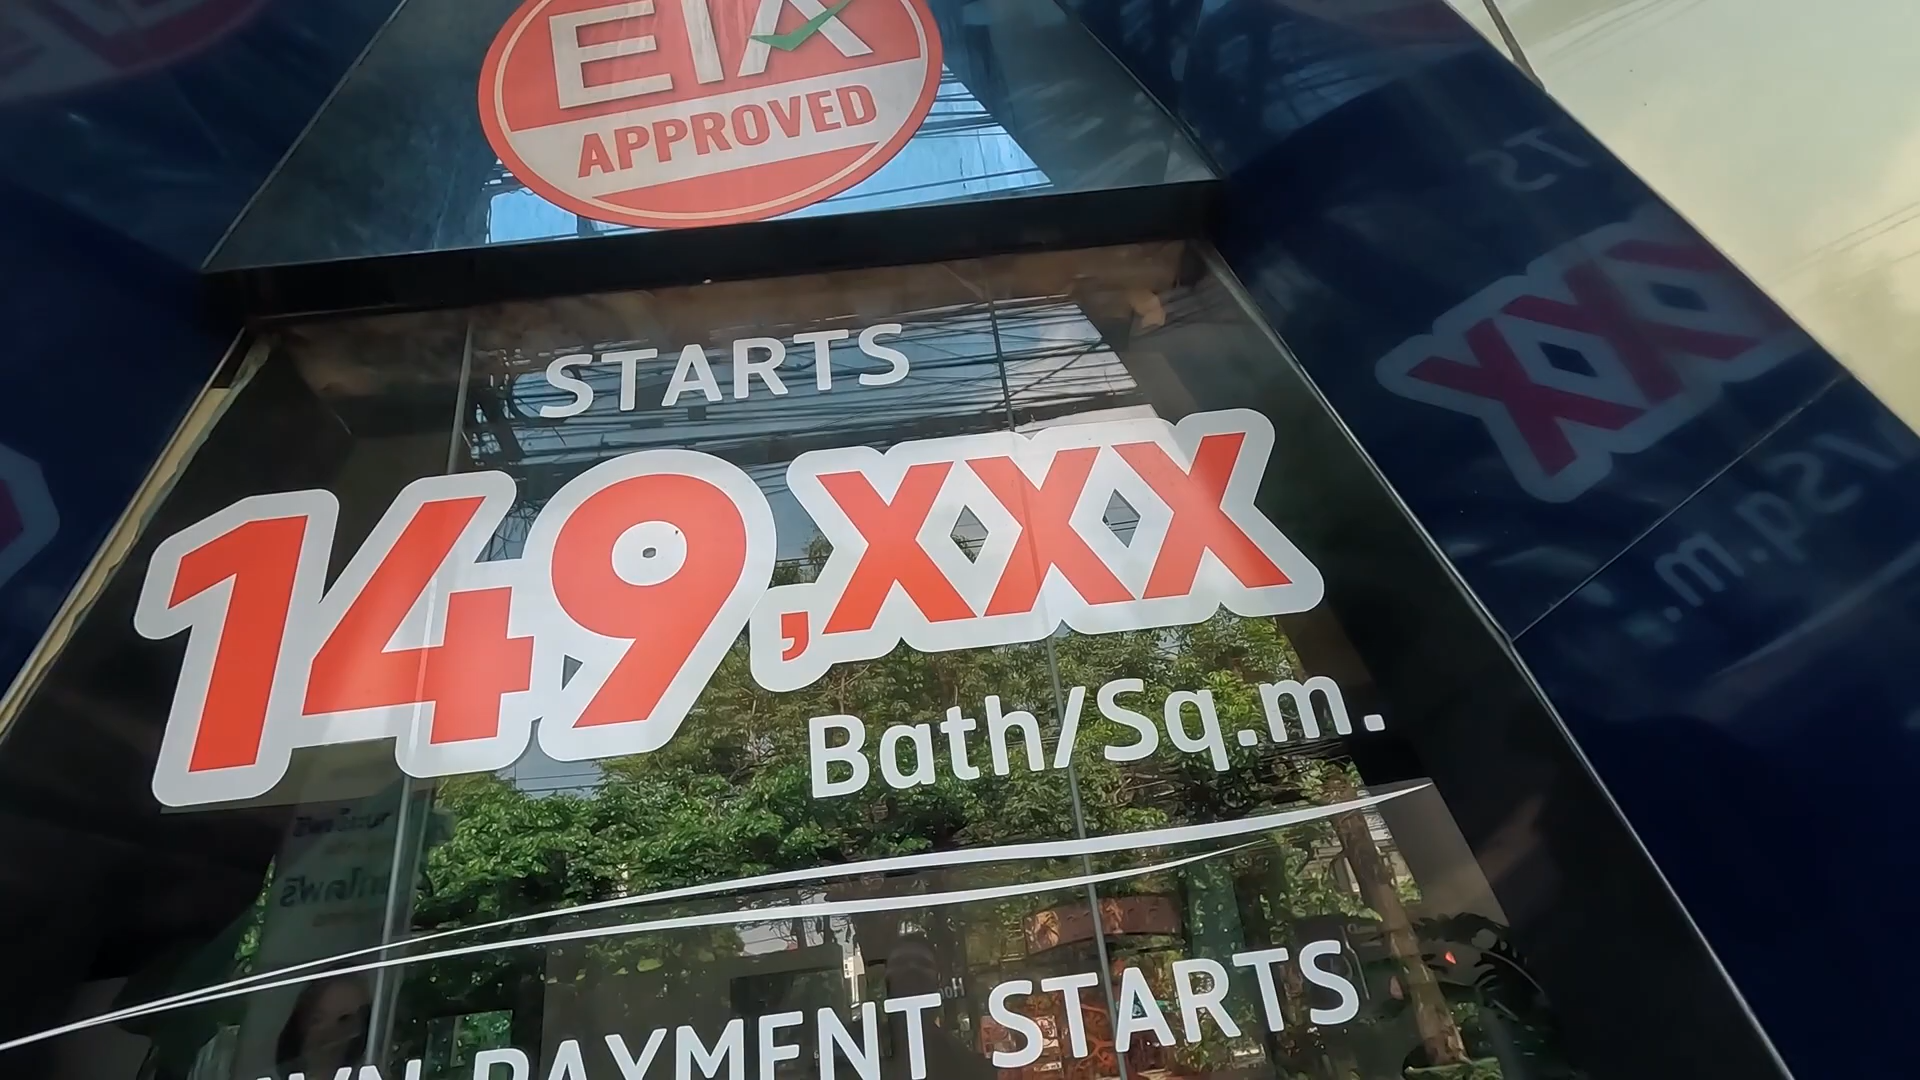 EIA
APPROVED
STARTS
149,XXX
Bath/Sq.m.
PAYMENT STARTS